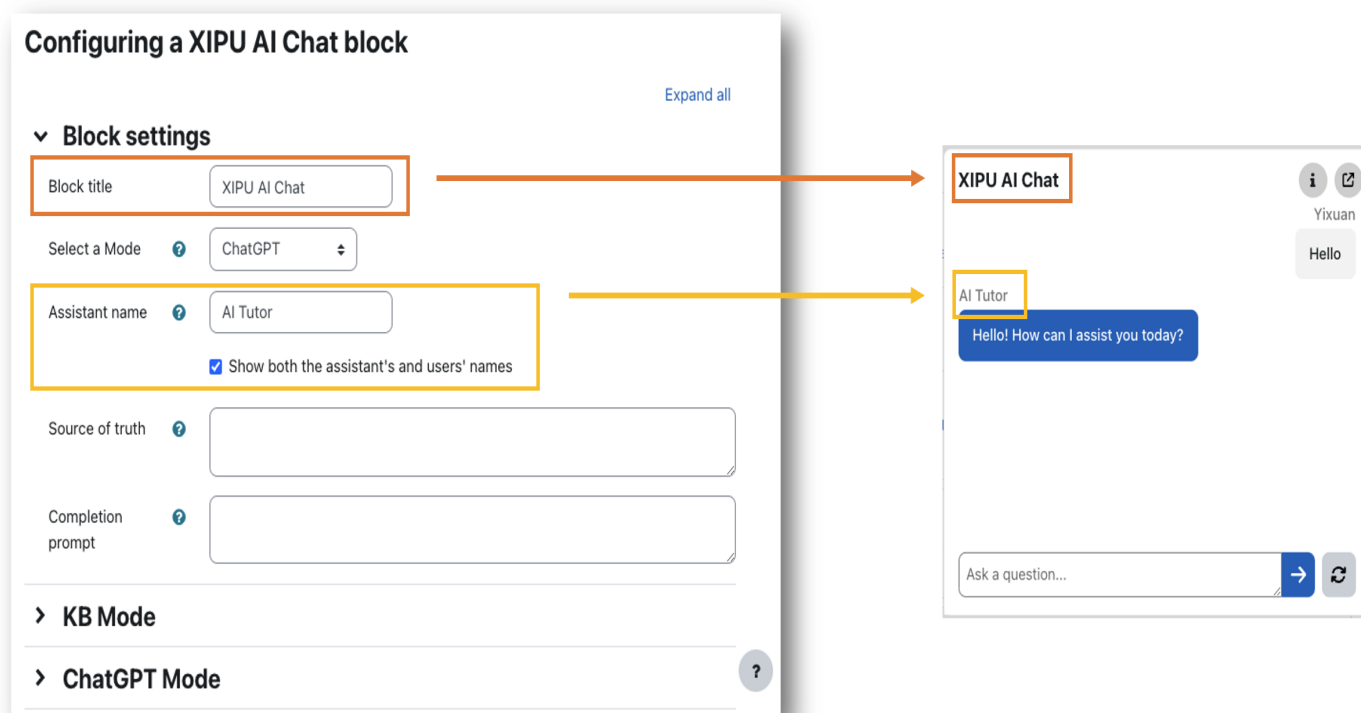 Configuring a XIPU AI Chat block
Expand all
Block settings
Block title
XIPU AI Chat
Select a Mode
?
ChatGPT
Assistant name
?
AI Tutor
Show both the assistant's and users' names
Source of truth
?
Completion
prompt
?
KB Mode
ChatGPT Mode
?
XIPU AI Chat
i
Yixuan
Hello
AI Tutor
Hello! How can I assist you today?
Ask a question...